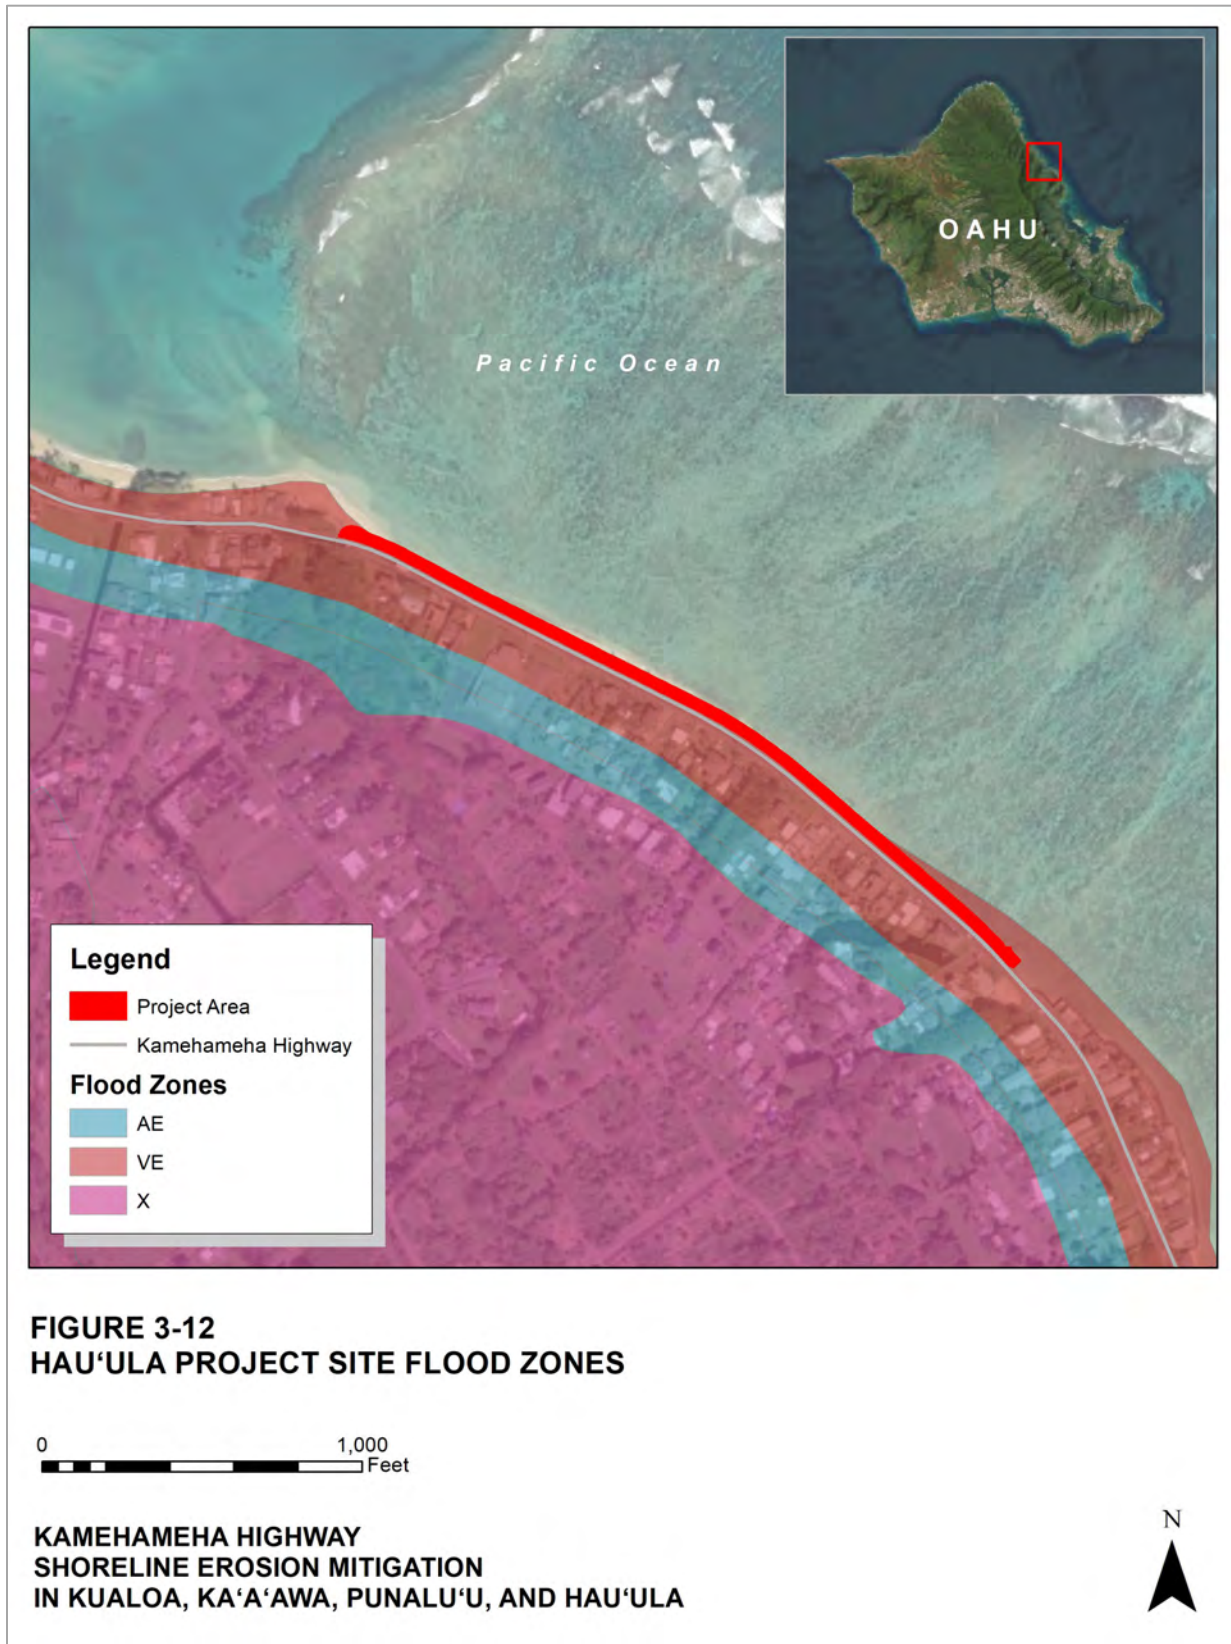 OAHU
Pacific Ocean
Legend
Project Area
Kamehameha Highway
Flood Zones
AE
VE
X
FIGURE 3-12
HAU‘ULA PROJECT SITE FLOOD ZONES
0 1,000
Feet
KAMEHAMEHA HIGHWAY
SHORELINE EROSION MITIGATION
IN KUALOA, KA‘A‘AWA, PUNALU‘U, AND HAU‘ULA
N